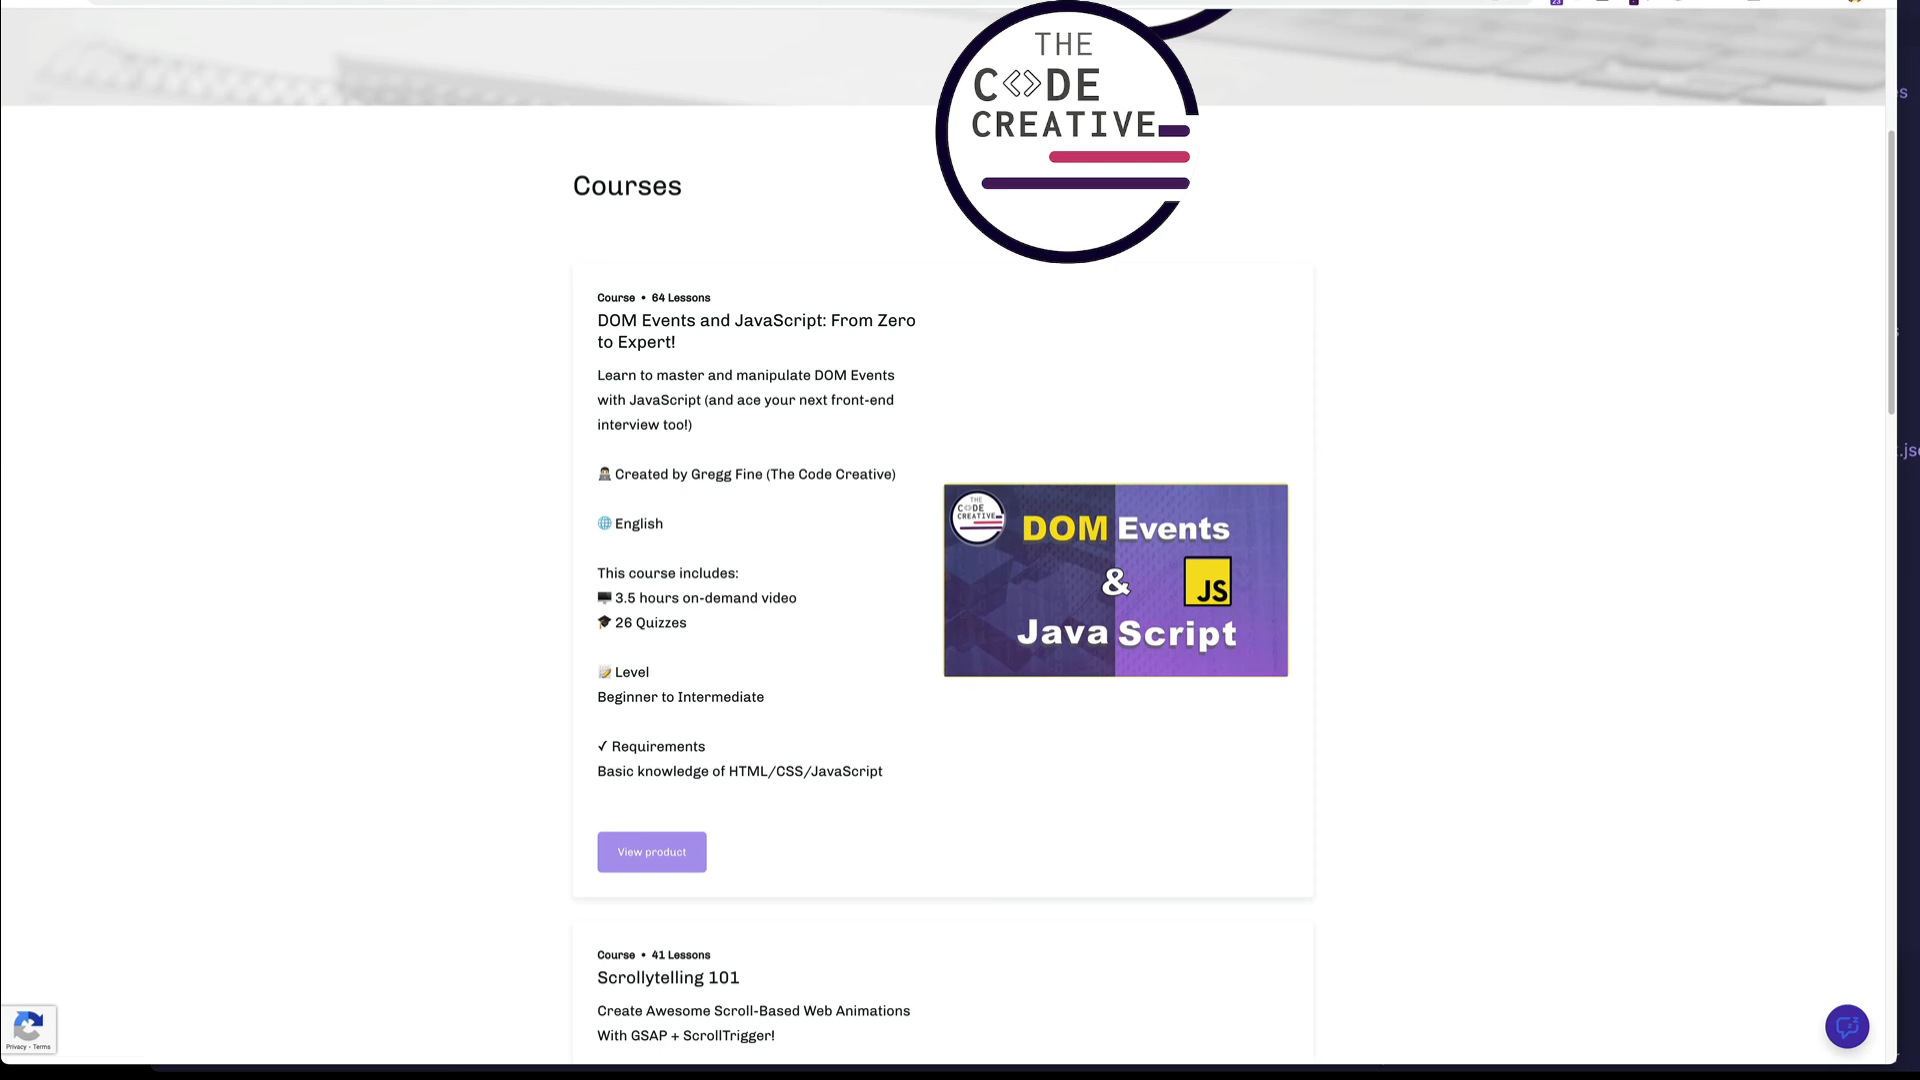 THE
C<>DE
CREATIVE
Courses
Course • 64 Lessons
DOM Events and JavaScript: From Zero
to Expert!
Learn to master and manipulate DOM Events
with JavaScript (and ace your next front-end
interview too!)
👨🏻‍💻 Created by Gregg Fine (The Code Creative)
🌐 English
This course includes:
🖥️ 3.5 hours on-demand video
🎓 26 Quizzes
📝 Level
Beginner to Intermediate
✓ Requirements
Basic knowledge of HTML/CSS/JavaScript
View product
THE
C<>DE
CREATIVE
DOM Events
&
JS
Java Script
Course • 41 Lessons
Scrollytelling 101
Create Awesome Scroll-Based Web Animations
With GSAP + ScrollTrigger!
Privacy - Terms
23